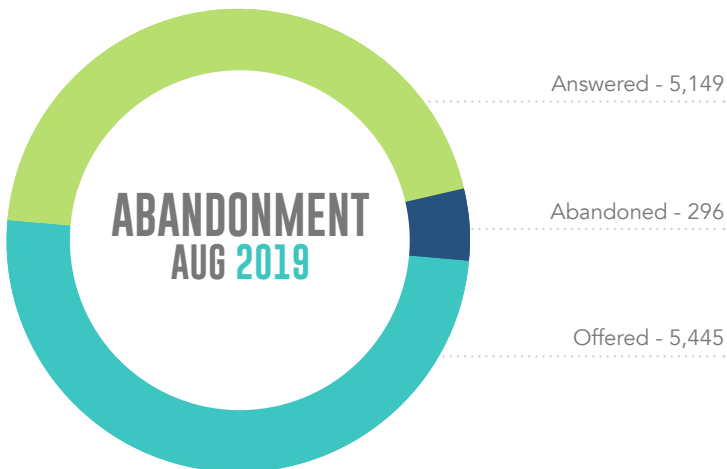 Answered - 5,149
ABANDONMENT
AUG 2019
Abandoned - 296
Offered - 5,445